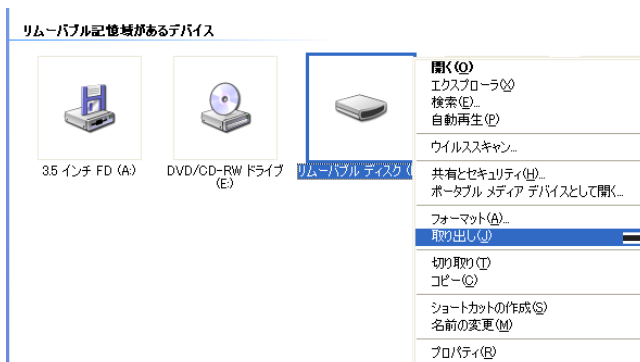 リムーバブル記憶域があるデバイス
3.5 インチ FD (A:)
DVD/CD-RW ドライブ
(E:)
リムーバブル ディスク (
開く(O)
エクスプローラ(X)
検索(E)...
自動再生(P)
ウイルススキャン...
共有とセキュリティ(H)...
ポータブル メディア デバイスとして開く...
フォーマット(A)...
取り出し(J)
切り取り(T)
コピー(C)
ショートカットの作成(S)
名前の変更(M)
プロパティ(R)